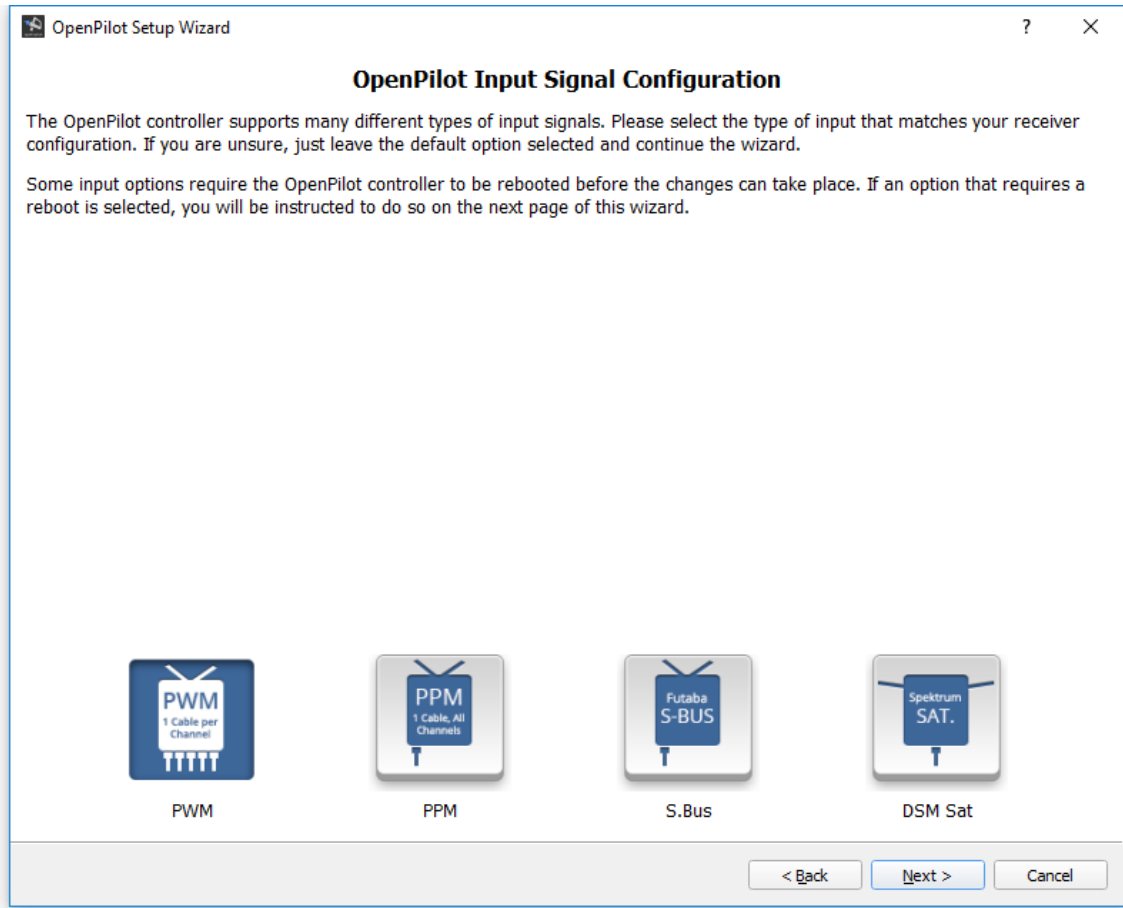 OpenPilot Setup Wizard
?
OpenPilot Input Signal Configuration
The OpenPilot controller supports many different types of input signals. Please select the type of input that matches your receiver
configuration. If you are unsure, just leave the default option selected and continue the wizard.
Some input options require the OpenPilot controller to be rebooted before the changes can take place. If an option that requires a
reboot is selected, you will be instructed to do so on the next page of this wizard.
PWM
1 Cable per
Channel
PPM
1 Cable, All
Channels
Futaba
S-BUS
Spektrum
SAT.
PWM
PPM
S.Bus
DSM Sat
< Back
Next >
Cancel